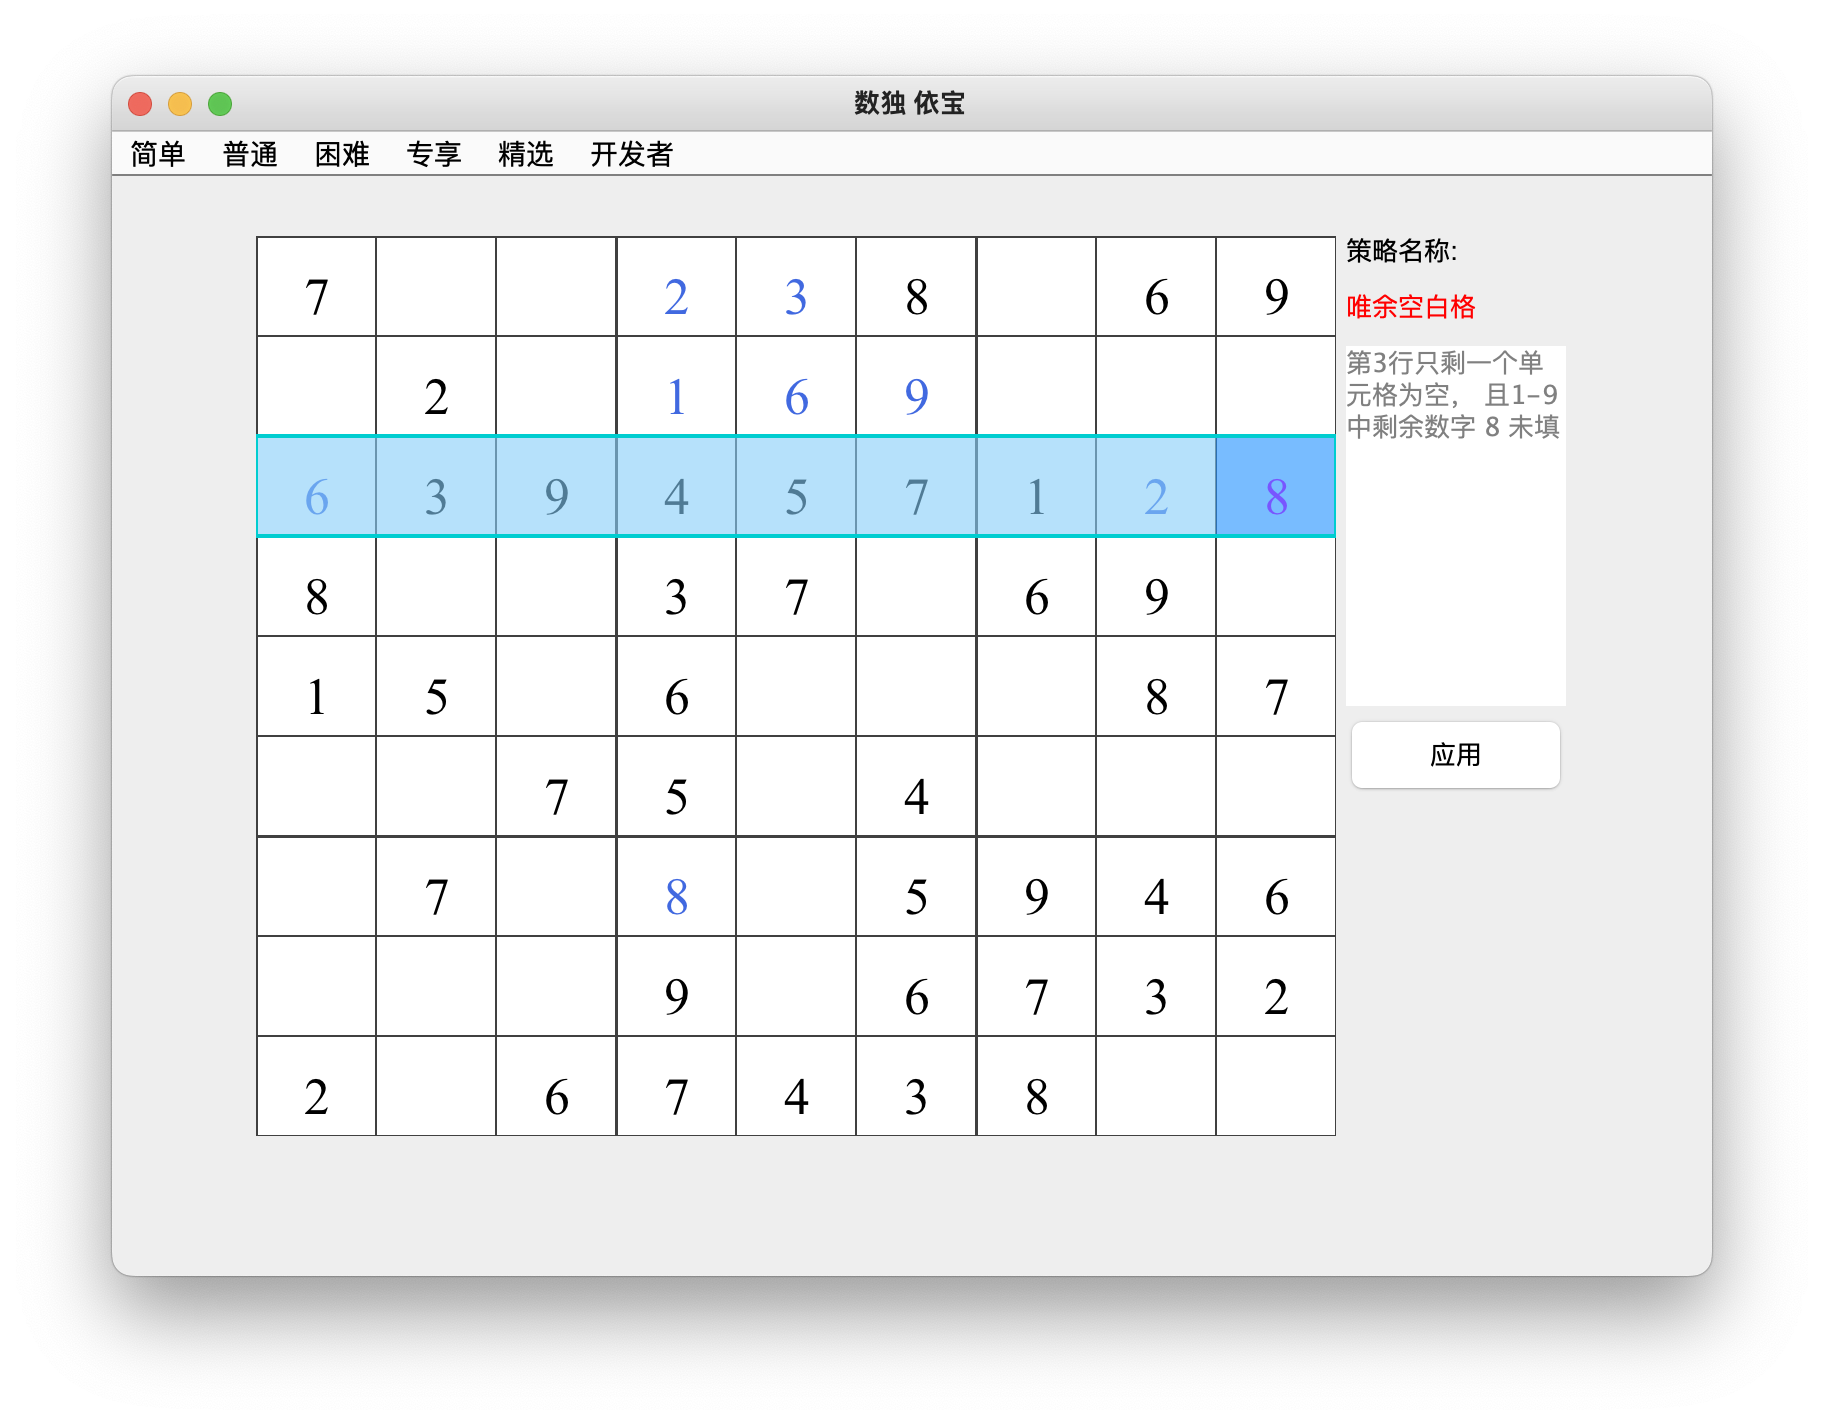 数独 依宝
简单 普通 困难 专享 精选 开发者
7 2 3 8 6 9
2 1 6 9
6 3 9 4 5 7 1 2 8
8 3 7 6 9
1 5 6 8 7
7 5 4
7 8 5 9 4 6
9 6 7 3 2
2 6 7 4 3 8
策略名称:
唯余空白格
第3行只剩一个单
元格为空， 且1-9
中剩余数字 8 未填
应用